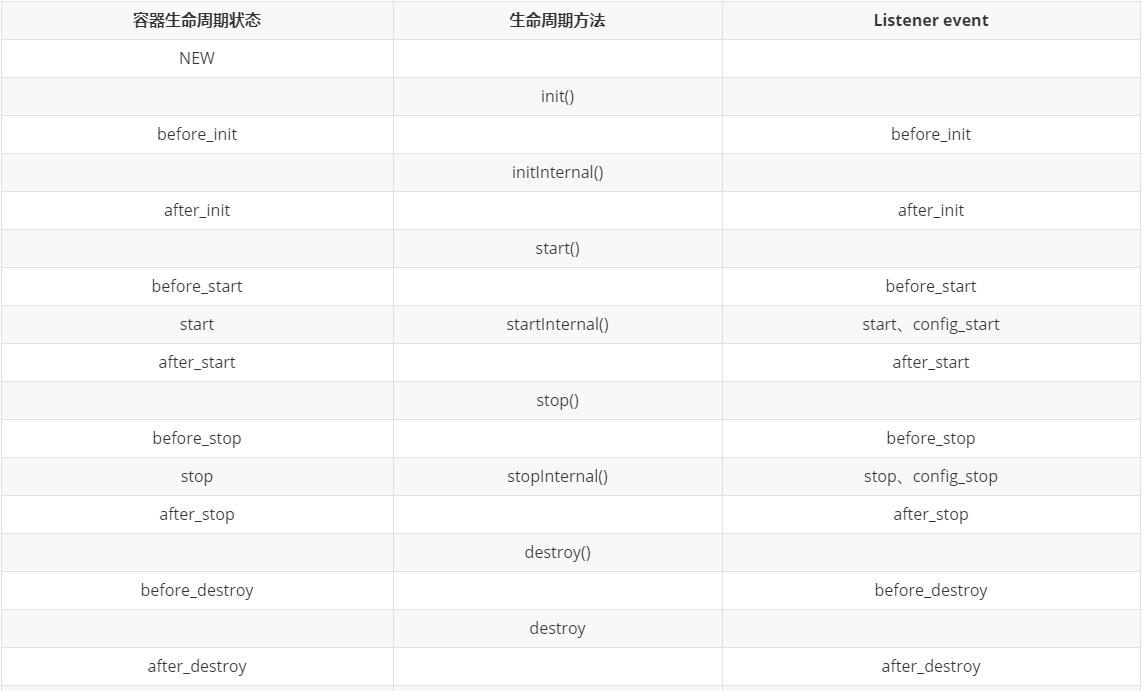 容器生命周期状态 生命周期方法 Listener event
NEW
init()
before_init before_init
initInternal()
after_init after_init
start()
before_start before_start
start startInternal() start、config_start
after_start after_start
stop()
before_stop before_stop
stop stopInternal() stop、config_stop
after_stop after_stop
destroy()
before_destroy before_destroy
destroy
after_destroy after_destroy